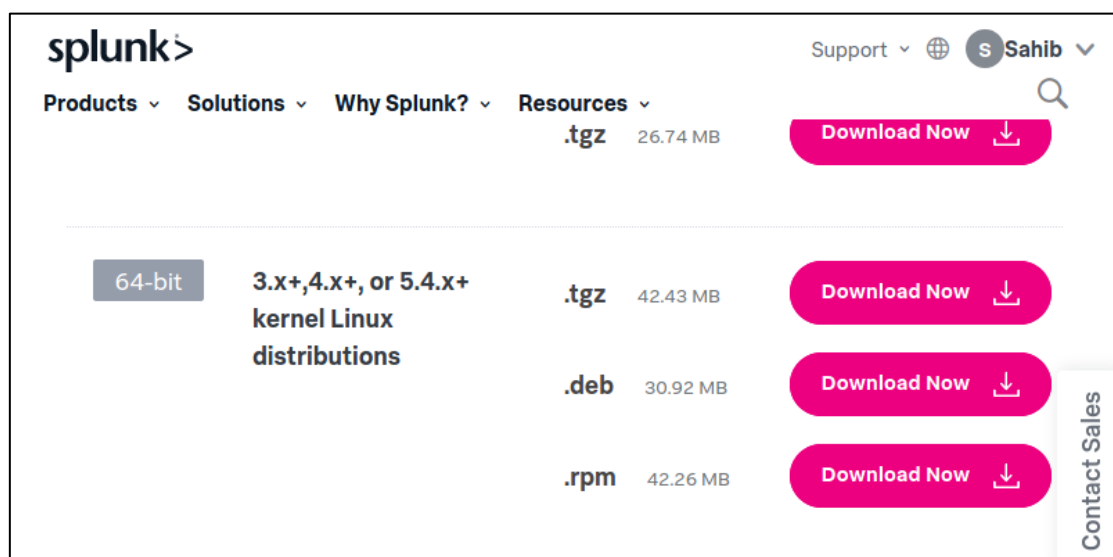 splunk>
Support
S Sahib
Products Solutions Why Splunk? Resources
.tgz 26.74 MB Download Now
64-bit 3.x+,4.x+, or 5.4.x+
kernel Linux
distributions
.tgz 42.43 MB Download Now
.deb 30.92 MB Download Now
.rpm 42.26 MB Download Now
Contact Sales